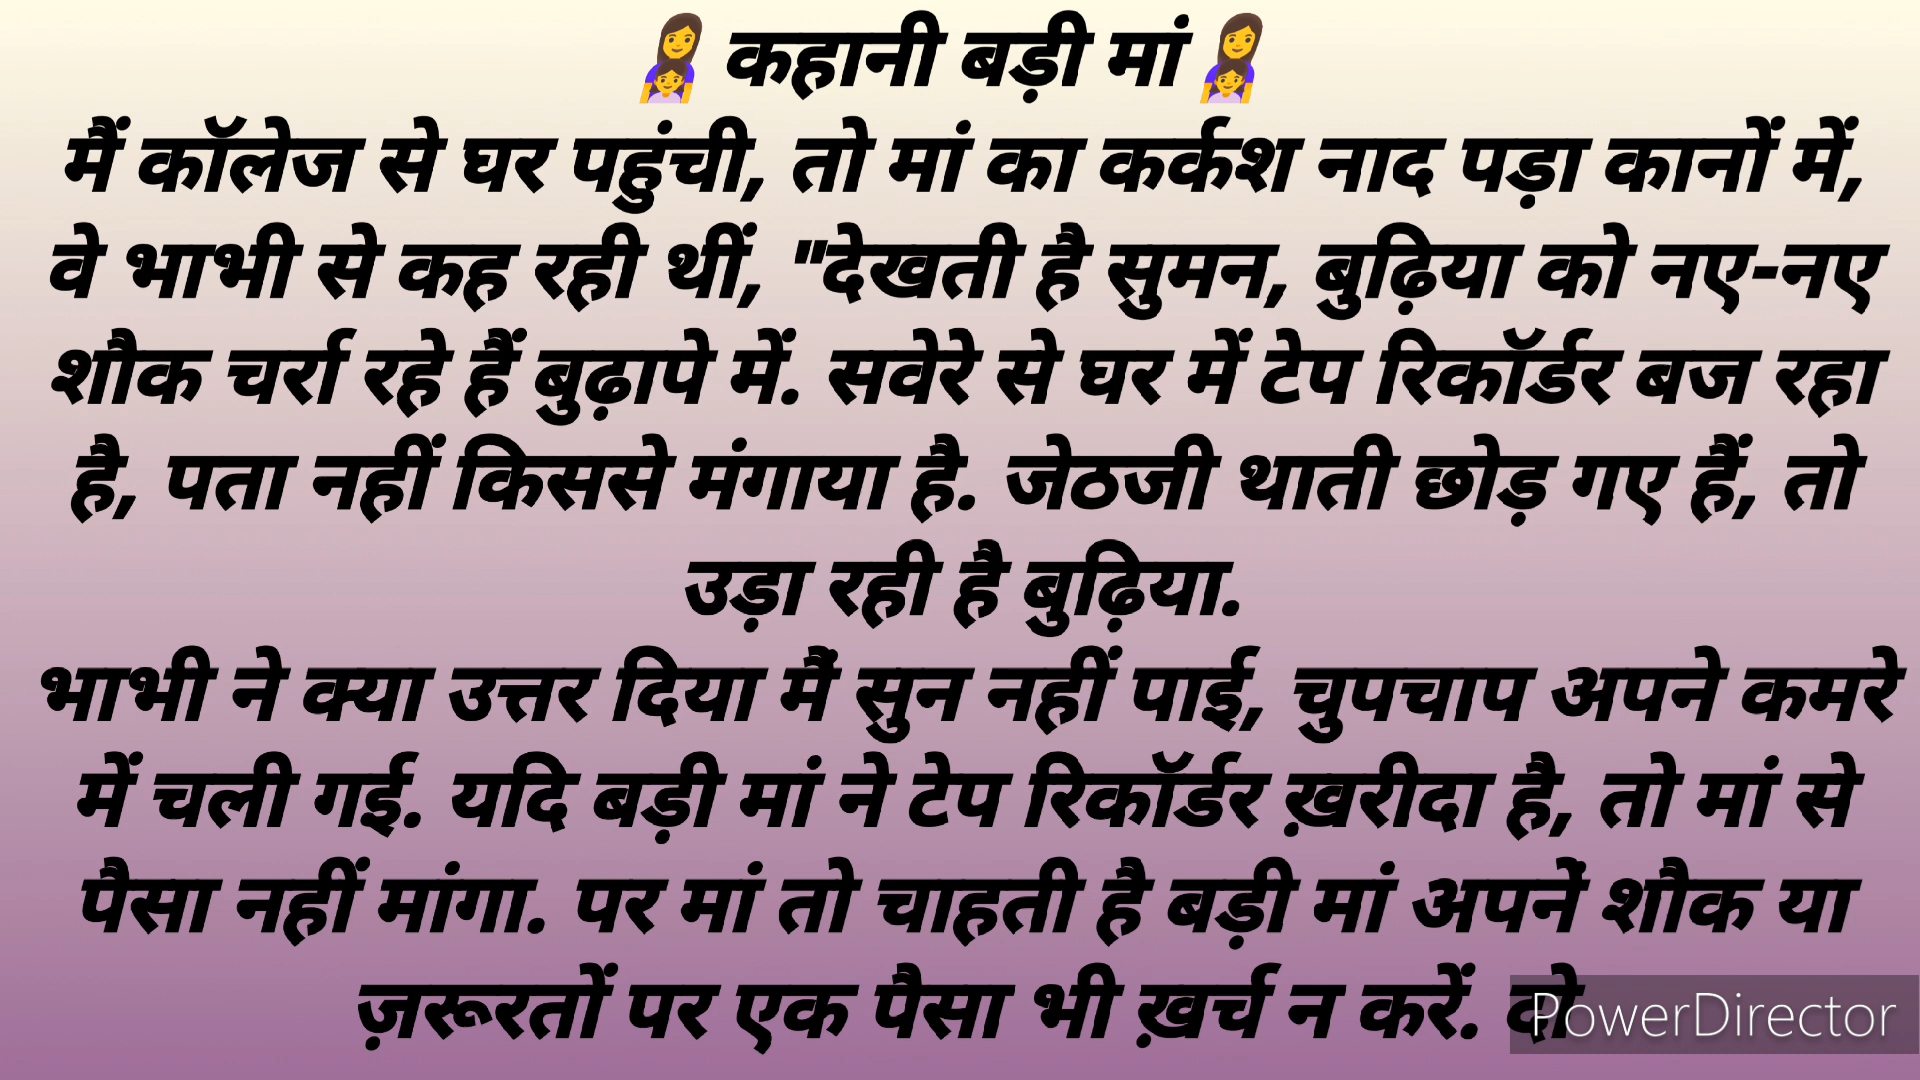 👩‍👧 कहानी बड़ी मां 👩‍👧
मैं कॉलेज से घर पहुंची, तो मां का कर्कश नाद पड़ा कानों में,
वे भाभी से कह रही थीं, "देखती है सुमन, बुढ़िया को नए-नए
शौक चर्रा रहे हैं बुढ़ापे में. सवेरे से घर में टेप रिकॉर्डर बज रहा
है, पता नहीं किससे मंगाया है. जेठजी थाती छोड़ गए हैं, तो
उड़ा रही है बुढ़िया.
भाभी ने क्या उत्तर दिया मैं सुन नहीं पाई, चुपचाप अपने कमरे
में चली गई. यदि बड़ी मां ने टेप रिकॉर्डर ख़रीदा है, तो मां से
पैसा नहीं मांगा. पर मां तो चाहती है बड़ी मां अपनें शौक या
ज़रूरतों पर एक पैसा भी ख़र्च न करें.
PowerDirector